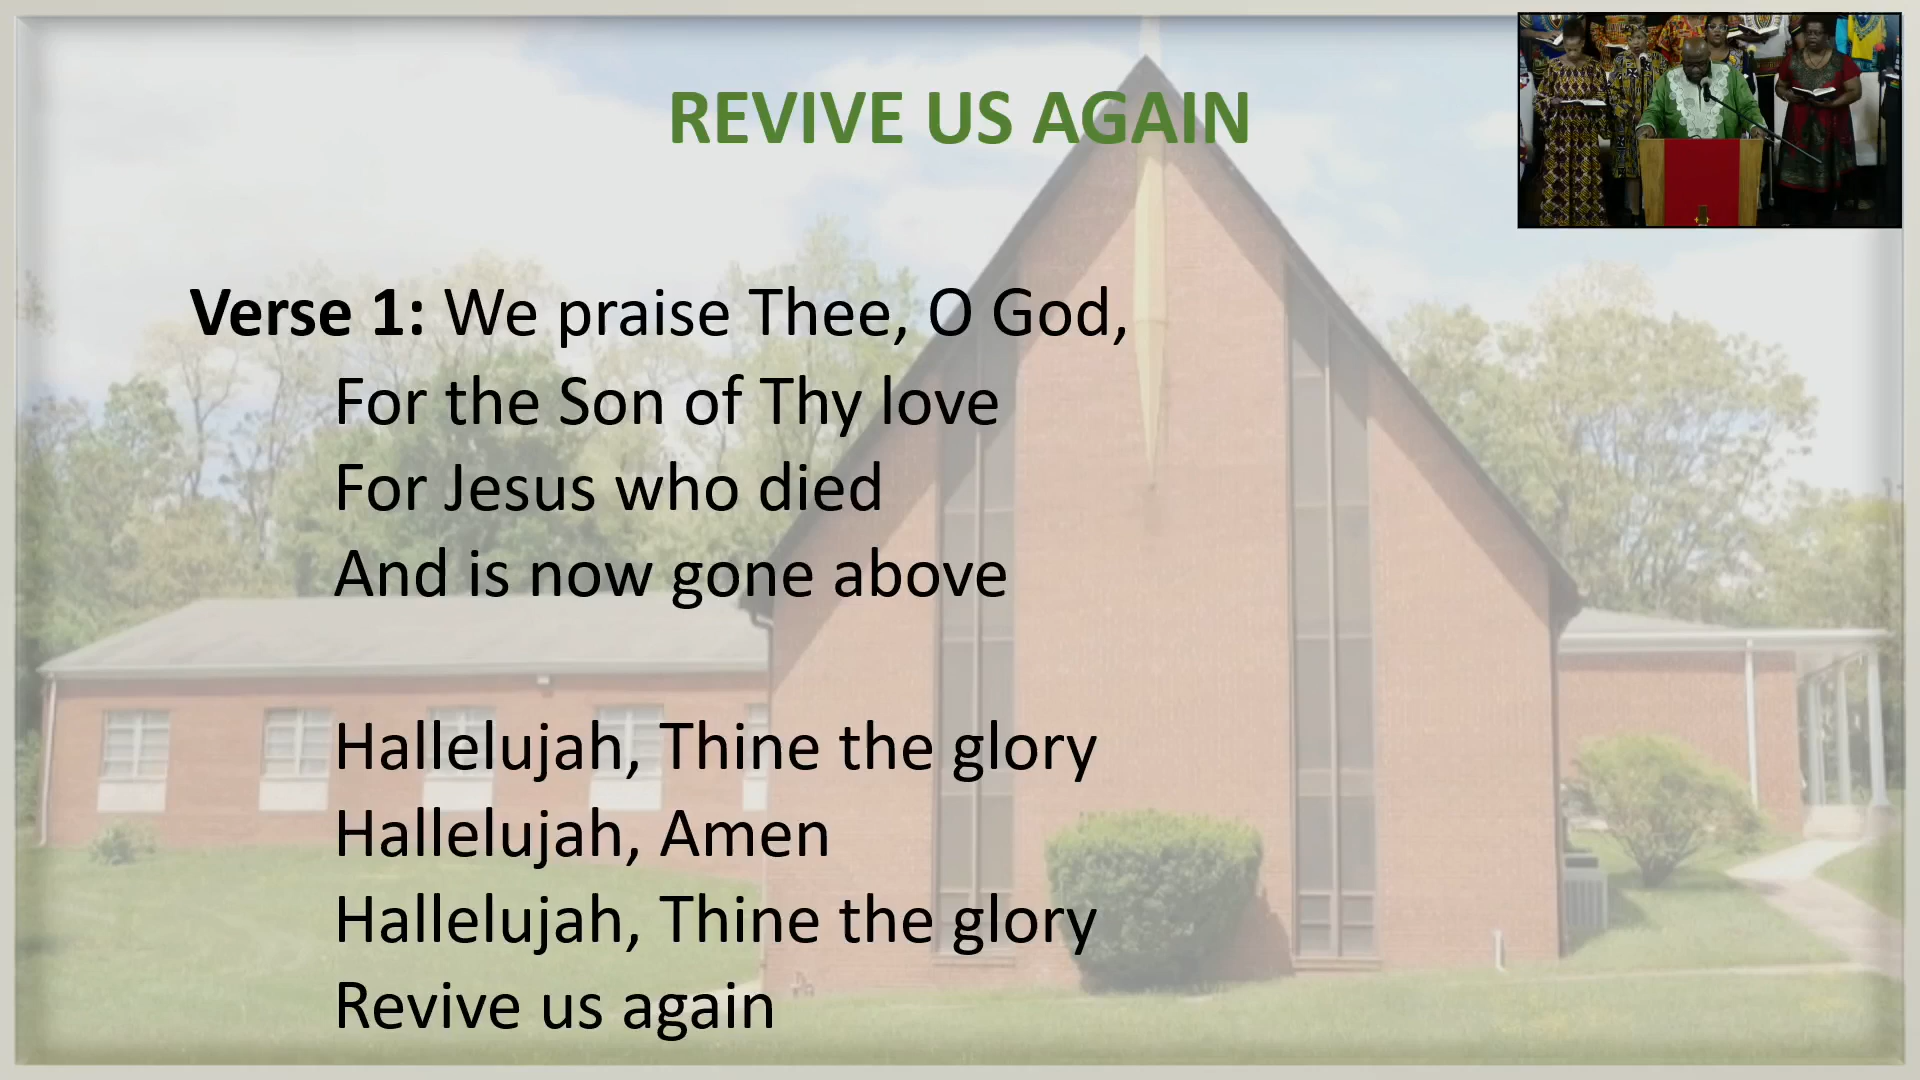 REVIVE US AGAIN
Verse 1: We praise Thee, O God,
For the Son of Thy love
For Jesus who died
And is now gone above
Hallelujah, Thine the glory
Hallelujah, Amen
Hallelujah, Thine the glory
Revive us again